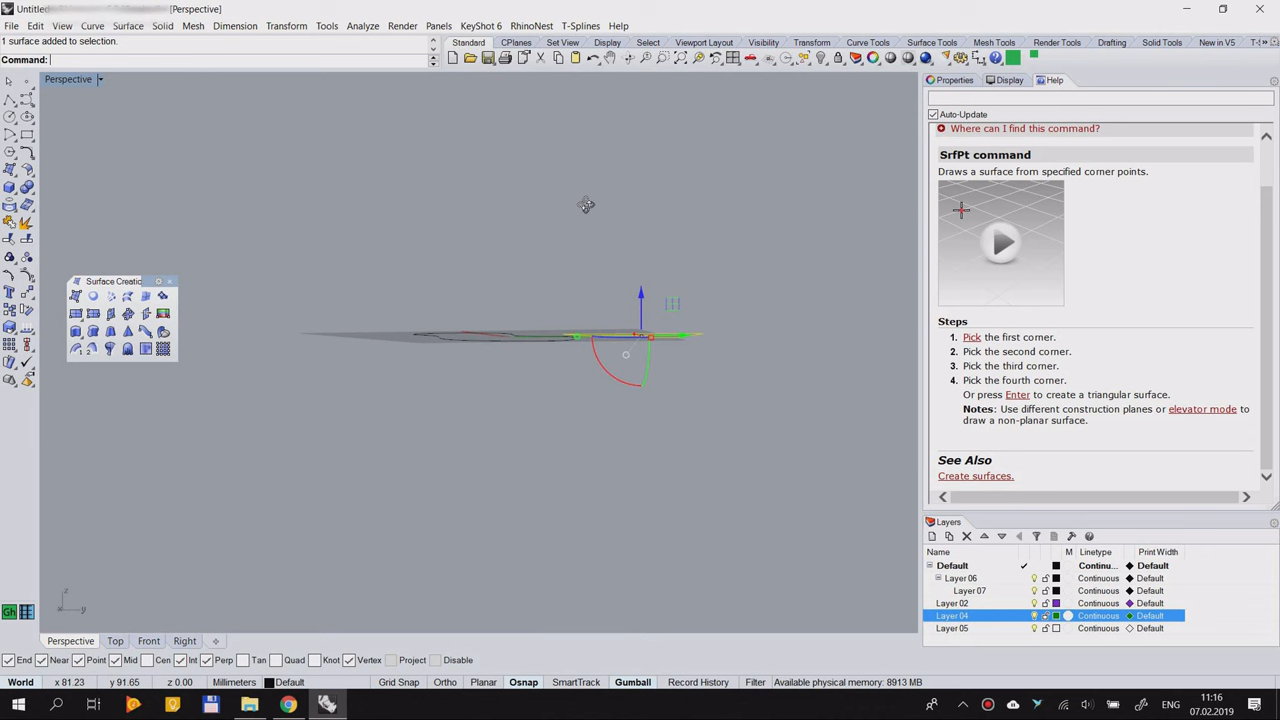 Untitled [Perspective]
File Edit View Curve Surface Solid Mesh Dimension Transform Tools Analyze Render Panels KeyShot 6 RhinoNest T-Splines Help
1 surface added to selection.
Command:
Standard CPlanes Set View Display Select Viewport Layout Visibility Transform Curve Tools Surface Tools Mesh Tools Render Tools Drafting Solid Tools New in V5
Perspective
Properties Display Help
Auto-Update
Where can I find this command?
SrfPt command
Draws a surface from specified corner points.
Surface Creatio
Steps
1. Pick the first corner.
2. Pick the second corner.
3. Pick the third corner.
4. Pick the fourth corner.
Or press Enter to create a triangular surface.
Notes: Use different construction planes or elevator mode to
draw a non-planar surface.
See Also
Create surfaces.
Layers
Name M Linetype Print Width
Default Continu... Default
Layer 06 Continuous Default
Layer 07 Continuous Default
Layer 02 Continuous Default
Layer 04 Continuous Default
Layer 05 Continuous Default
z
x y
Gh
Perspective Top Front Right
End Near Point Mid Cen Int Perp Tan Quad Knot Vertex Project Disable
World x 81.23 y 91.65 z 0.00 Millimeters Default Grid Snap Ortho Planar Osnap SmartTrack Gumball Record History Filter Available physical memory: 8913 MB
ENG
11:16
07.02.2019